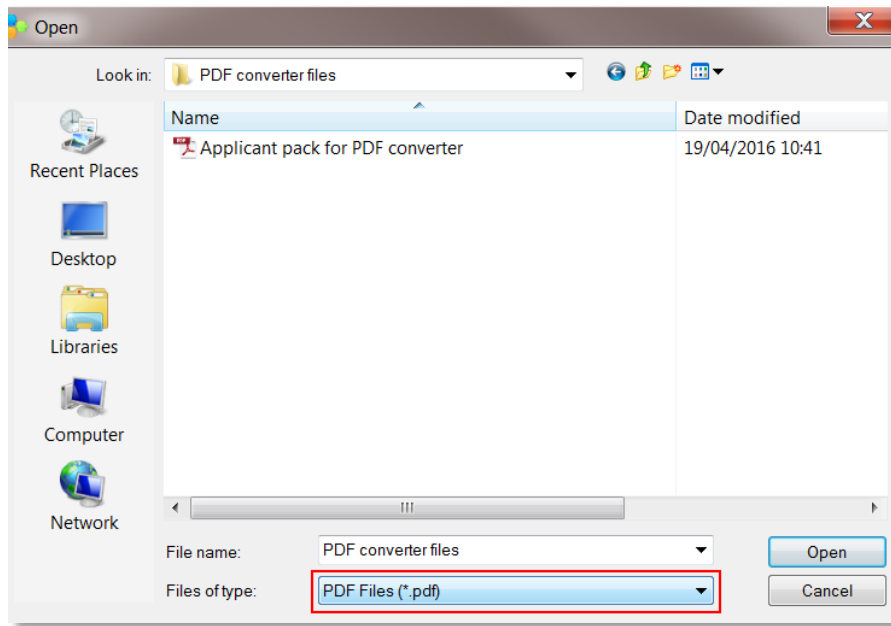 Open
Look in: PDF converter files
Name Date modified
Applicant pack for PDF converter 19/04/2016 10:41
Recent Places
Desktop
Libraries
Computer
Network
File name: PDF converter files Open
Files of type: PDF Files (*.pdf) Cancel